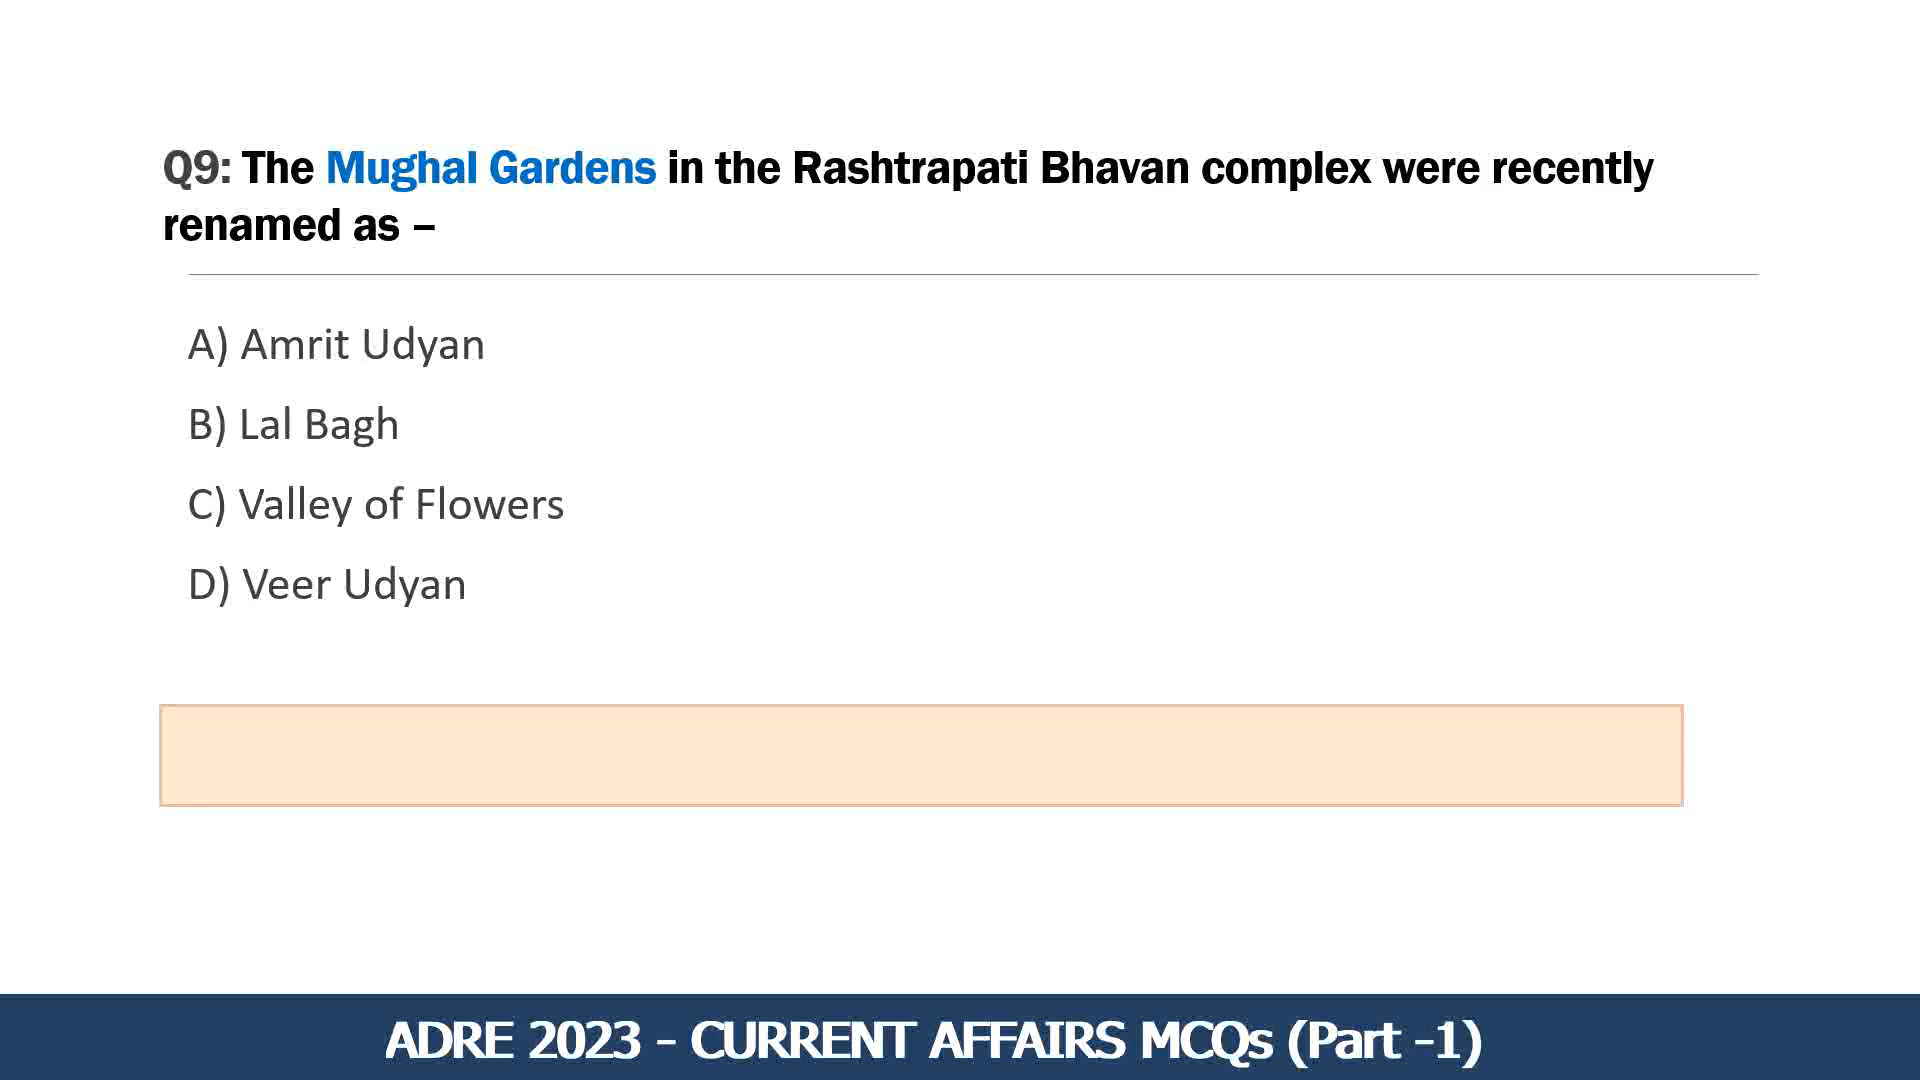 Q9: The Mughal Gardens in the Rashtrapati Bhavan complex were recently
renamed as –
A) Amrit Udyan
B) Lal Bagh
C) Valley of Flowers
D) Veer Udyan
ADRE 2023 - CURRENT AFFAIRS MCQs (Part -1)